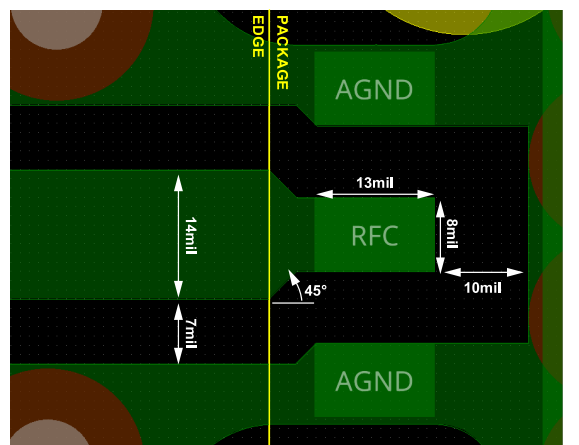 PACKAGE
EDGE
AGND
13mil
14mil
RFC
8mil
45°
10mil
7mil
AGND